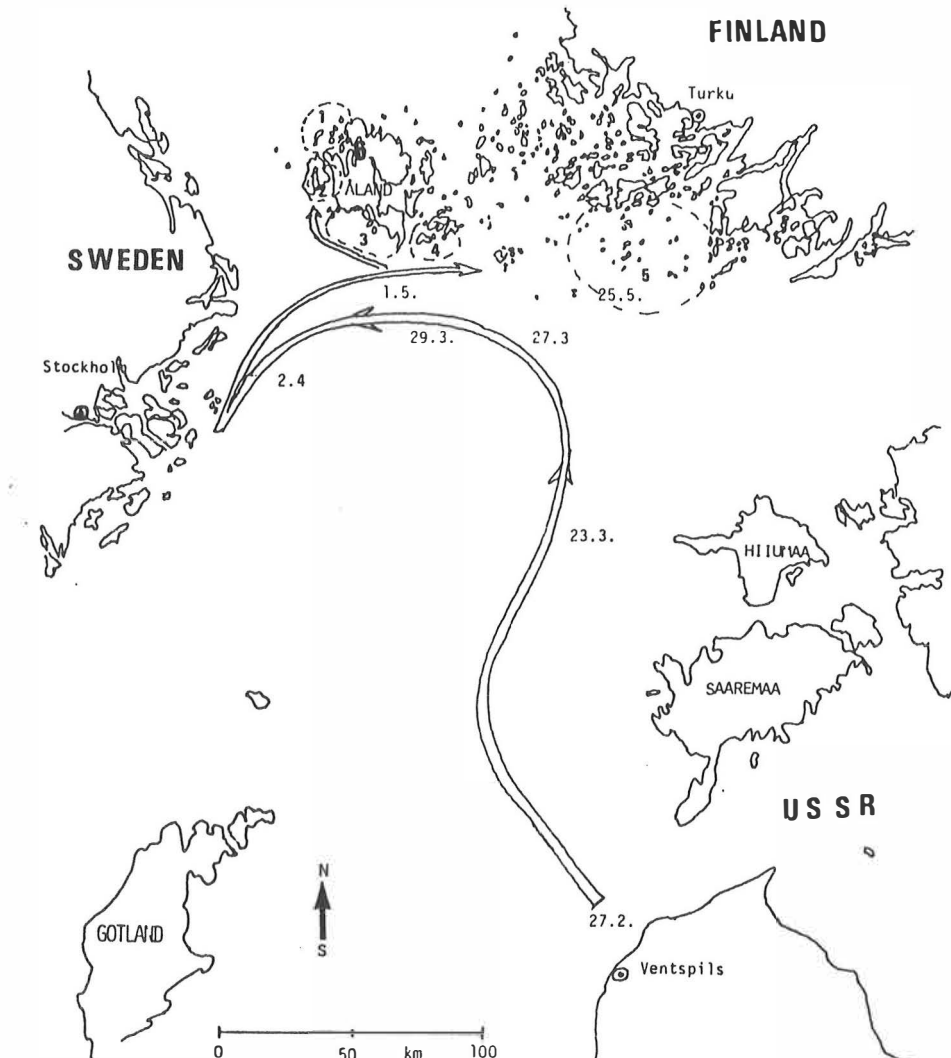 FINLAND
Turku
1
6
2
ÅLAND
3
4
5
SWEDEN
25.5.
1.5.
29.3.
27.3
Stockholm
2.4
23.3.
HIIUMAA
SAAREMAA
USSR
N
S
27.2.
GOTLAND
Ventspils
0 50 km 100